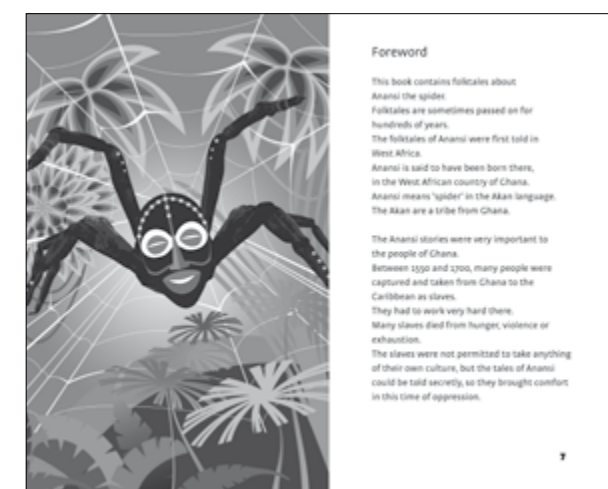 Foreword
This book contains folktales about
Anansi the spider.
Folktales are sometimes passed on for
hundreds of years.
The folktales of Anansi were first told in
West Africa.
Anansi is said to have been born there,
in the West African country of Ghana.
Anansi means 'spider' in the Akan language.
The Akan are a tribe from Ghana.
The Anansi stories were very important to
the people of Ghana.
Between 1550 and 1700, many people were
captured and taken from Ghana to the
Caribbean as slaves.
They had to work very hard there.
Many slaves died from hunger, violence or
exhaustion.
The slaves were not permitted to take anything
of their own culture, but the tales of Anansi
could be told secretly, so they brought comfort
in this time of oppression.
7